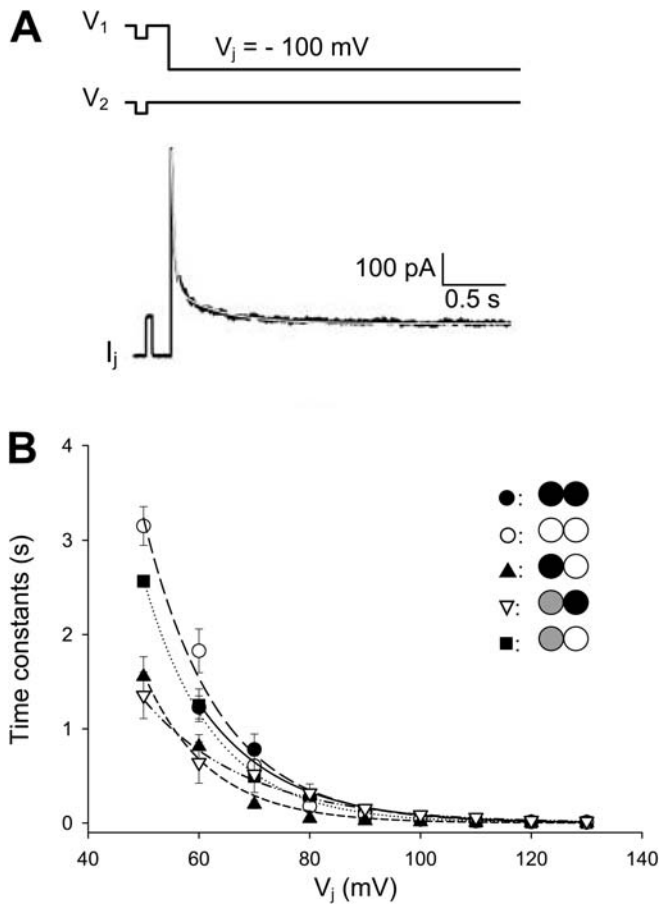 A
V1
Vj = - 100 mV
V2
100 pA
0.5 s
Ij
B
4
3
2
1
0
Time constants (s)
:
:
:
:
:
40 60 80 100 120 140
Vj (mV)